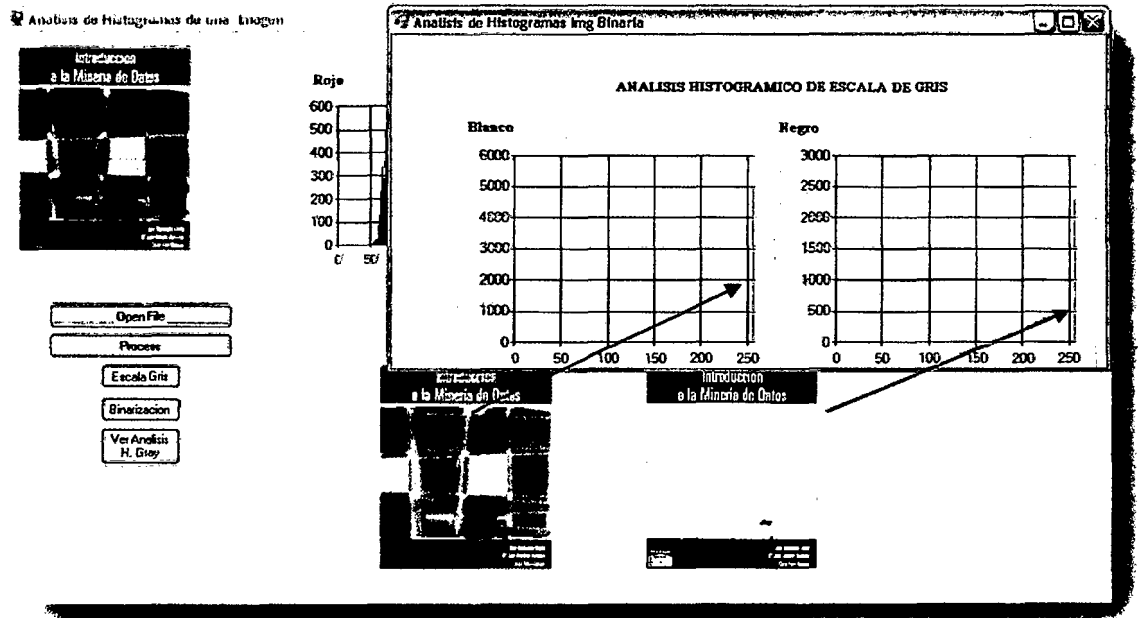 Analisis de Histogramas de una Imagen
Introduccion
a la Mineria de Datos
Rojo
600
500
400
300
200
100
0
0
50
Open File
Process
Escala Gris
Binarizacion
Ver Analisis
H. Gray
Analisis de Histogramas Img Binaria
ANALISIS HISTOGRAMICO DE ESCALA DE GRIS
Blanco
6000
5000
4000
3000
2000
1000
0
0 50 100 150 200 250
Negro
3000
2500
2000
1500
1000
500
0
0 50 100 150 200 250
Introduccion
a la Mineria de Datos
Introduccion
a la Mineria de Datos